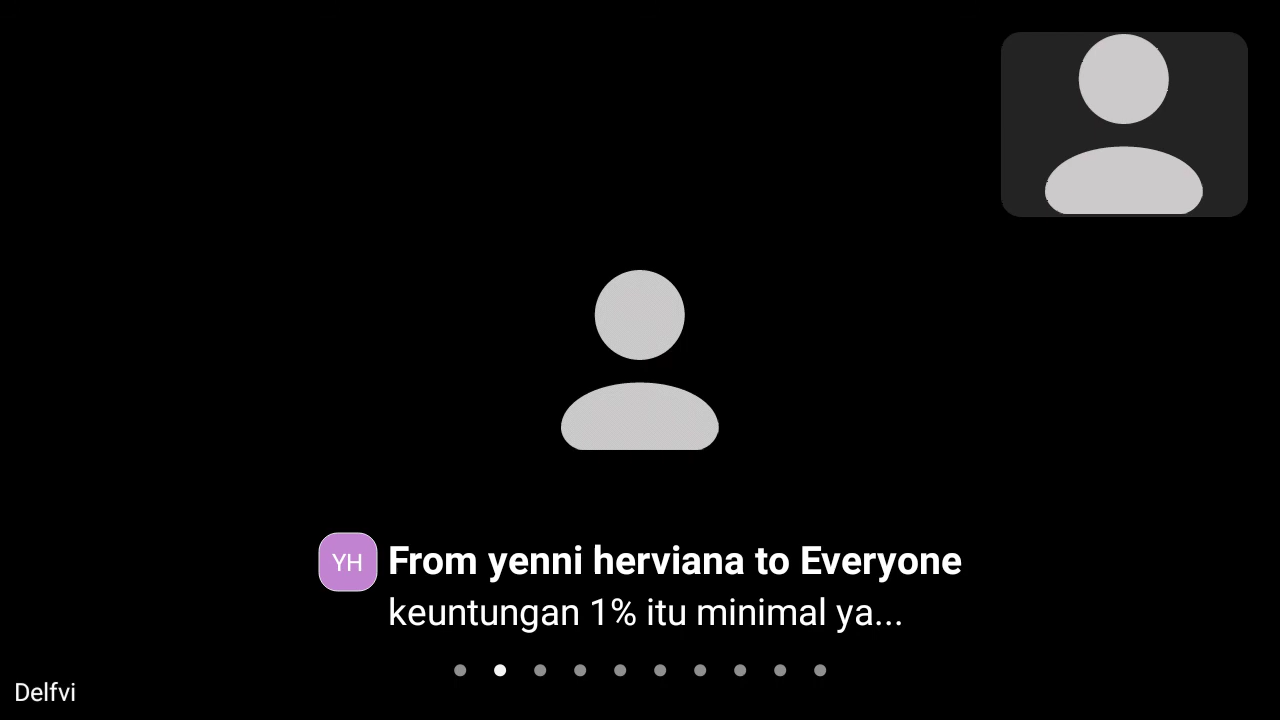 YH From yenni herviana to Everyone
keuntungan 1% itu minimal ya...
Delfvi